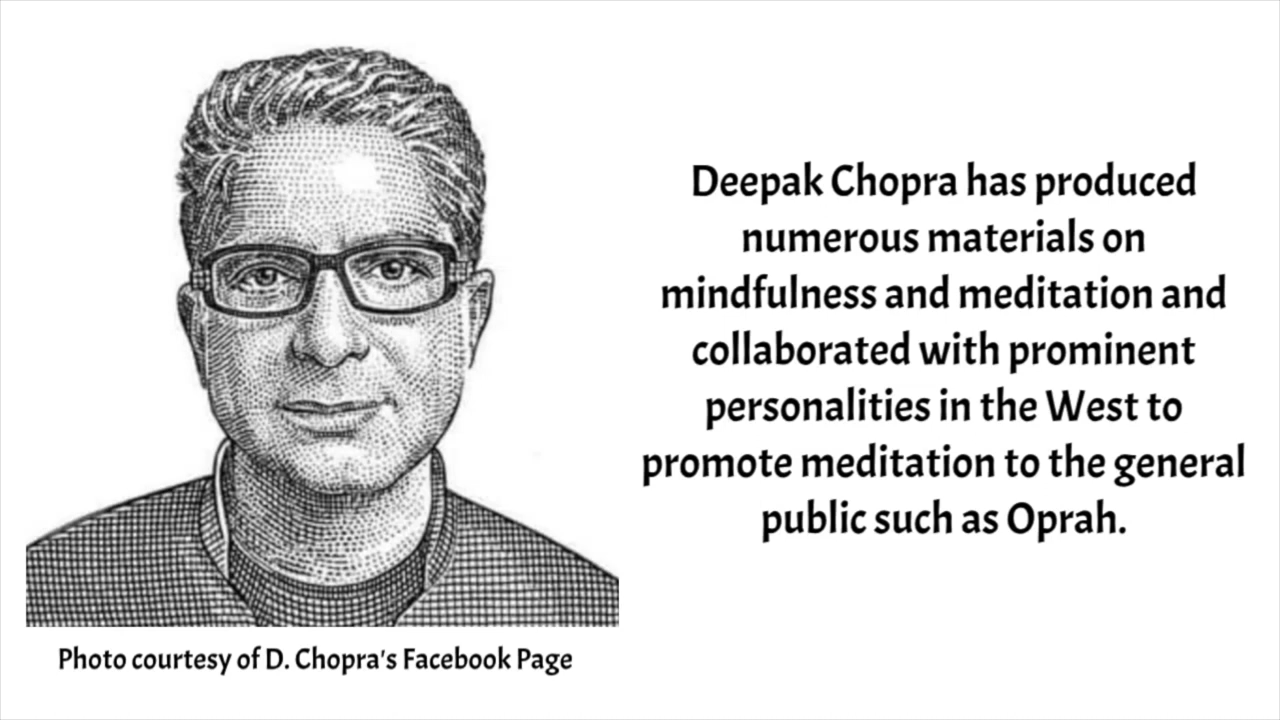 Deepak Chopra has produced
numerous materials on
mindfulness and meditation and
collaborated with prominent
personalities in the West to
promote meditation to the general
public such as Oprah.
Photo courtesy of D. Chopra's Facebook Page